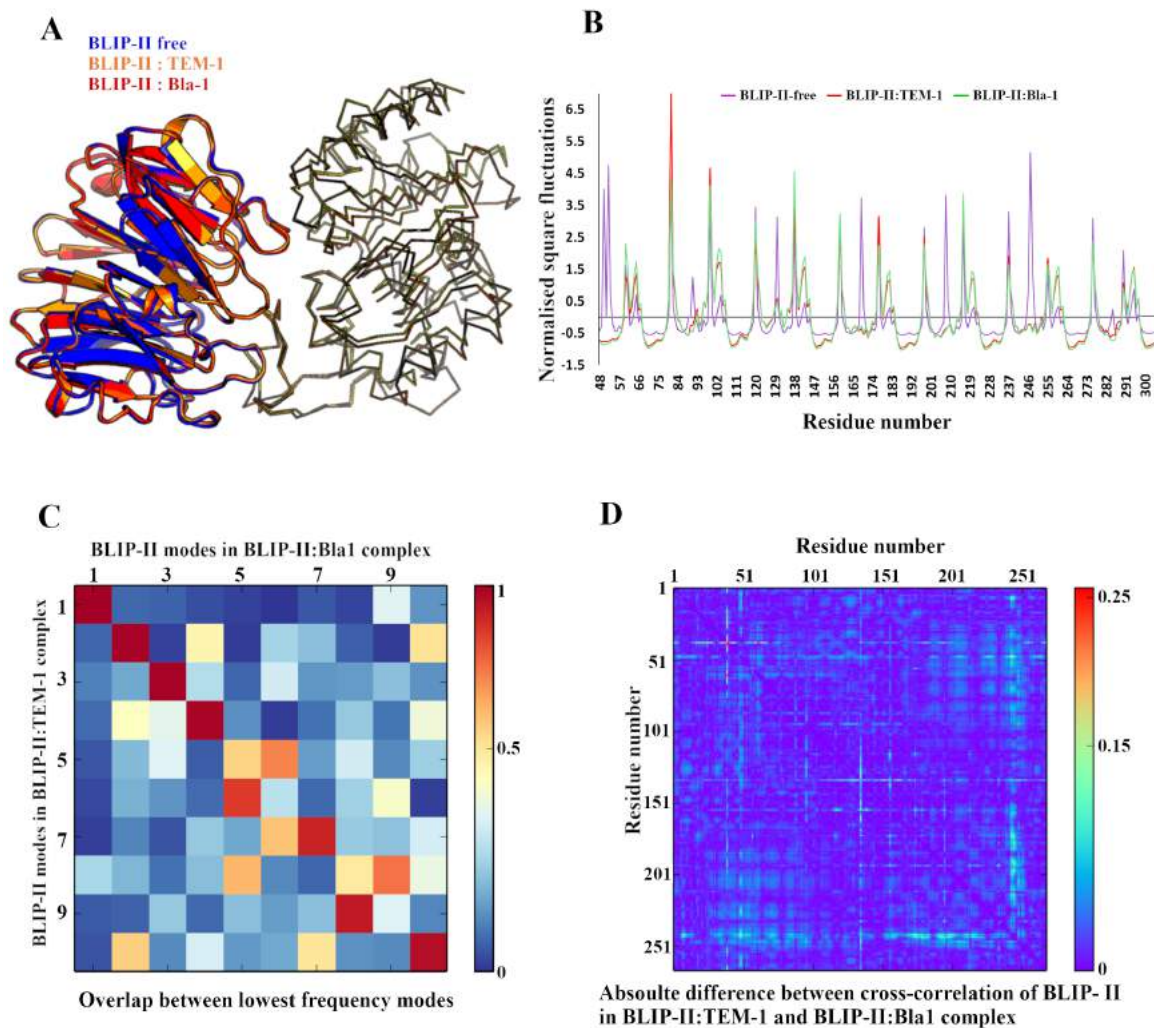 A
BLIP-II free
BLIP-II : TEM-1
BLIP-II : Bla-1
B
BLIP-II-free BLIP-II:TEM-1 BLIP-II:Bla-1
Normalised square fluctuations
6.5
5.5
4.5
3.5
2.5
1.5
0.5
-0.5
-1.5
48 57 66 75 84 93 102 111 120 129 138 147 156 165 174 183 192 201 210 219 228 237 246 255 264 273 282 291 300
Residue number
C
BLIP-II modes in BLIP-II:Bla1 complex
1 3 5 7 9
BLIP-II modes in BLIP-II:TEM-1 complex
1
3
5
7
9
1
0.5
0
Overlap between lowest frequency modes
D
Residue number
1 51 101 151 201 251
Residue number
1
51
101
151
201
251
0.25
0.15
0
Absoulte difference between cross-correlation of BLIP- II
in BLIP-II:TEM-1 and BLIP-II:Bla1 complex